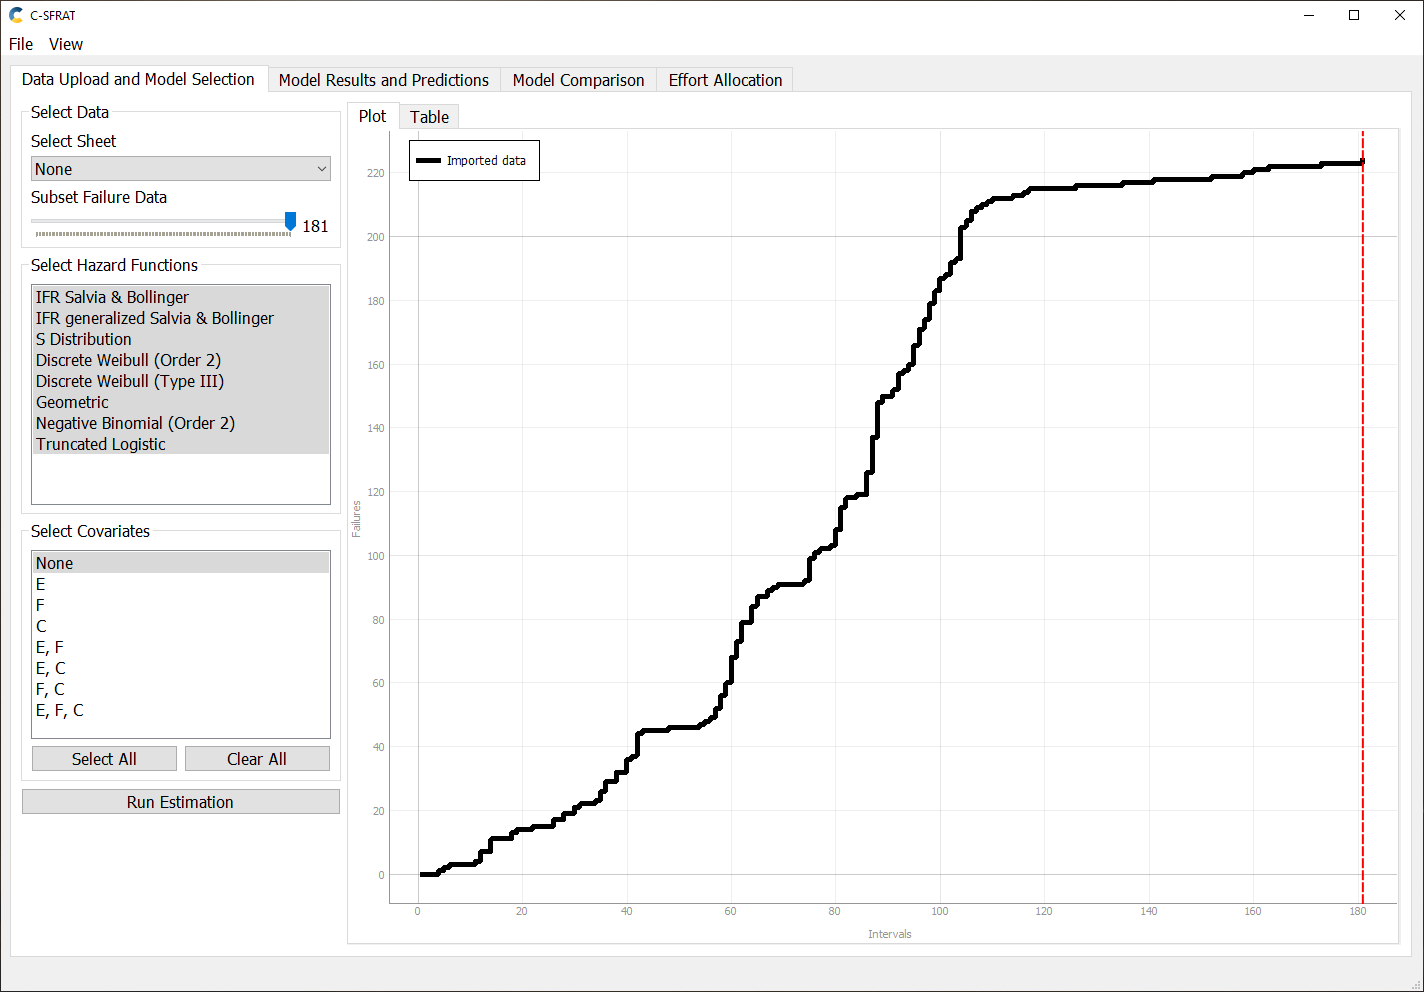 C-SFRAT
File View
Data Upload and Model Selection Model Results and Predictions Model Comparison Effort Allocation
Select Data
Select Sheet
None
Subset Failure Data
181
Select Hazard Functions
IFR Salvia & Bollinger
IFR generalized Salvia & Bollinger
S Distribution
Discrete Weibull (Order 2)
Discrete Weibull (Type III)
Geometric
Negative Binomial (Order 2)
Truncated Logistic
Select Covariates
None
E
F
C
E, F
E, C
F, C
E, F, C
Select All Clear All
Run Estimation
Plot Table
Imported data
220
200
180
160
140
120
100
80
60
40
20
0
Failures
0 20 40 60 80 100 120 140 160 180
Intervals